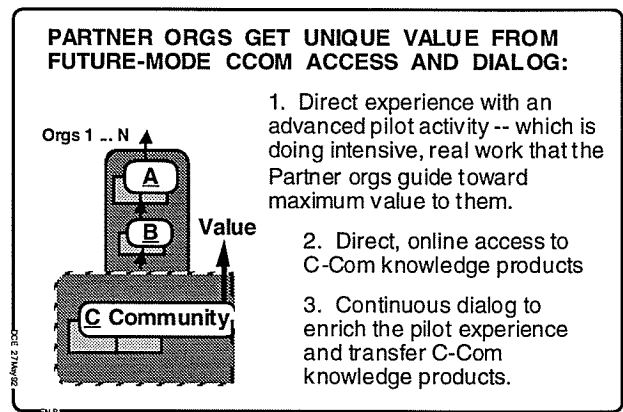 PARTNER ORGS GET UNIQUE VALUE FROM
FUTURE-MODE CCOM ACCESS AND DIALOG:
Orgs 1 ... N
A
B
Value
C Community
1. Direct experience with an
advanced pilot activity -- which is
doing intensive, real work that the
Partner orgs guide toward
maximum value to them.
2. Direct, online access to
C-Com knowledge products
3. Continuous dialog to
enrich the pilot experience
and transfer C-Com
knowledge products.
DCE 27 May 92